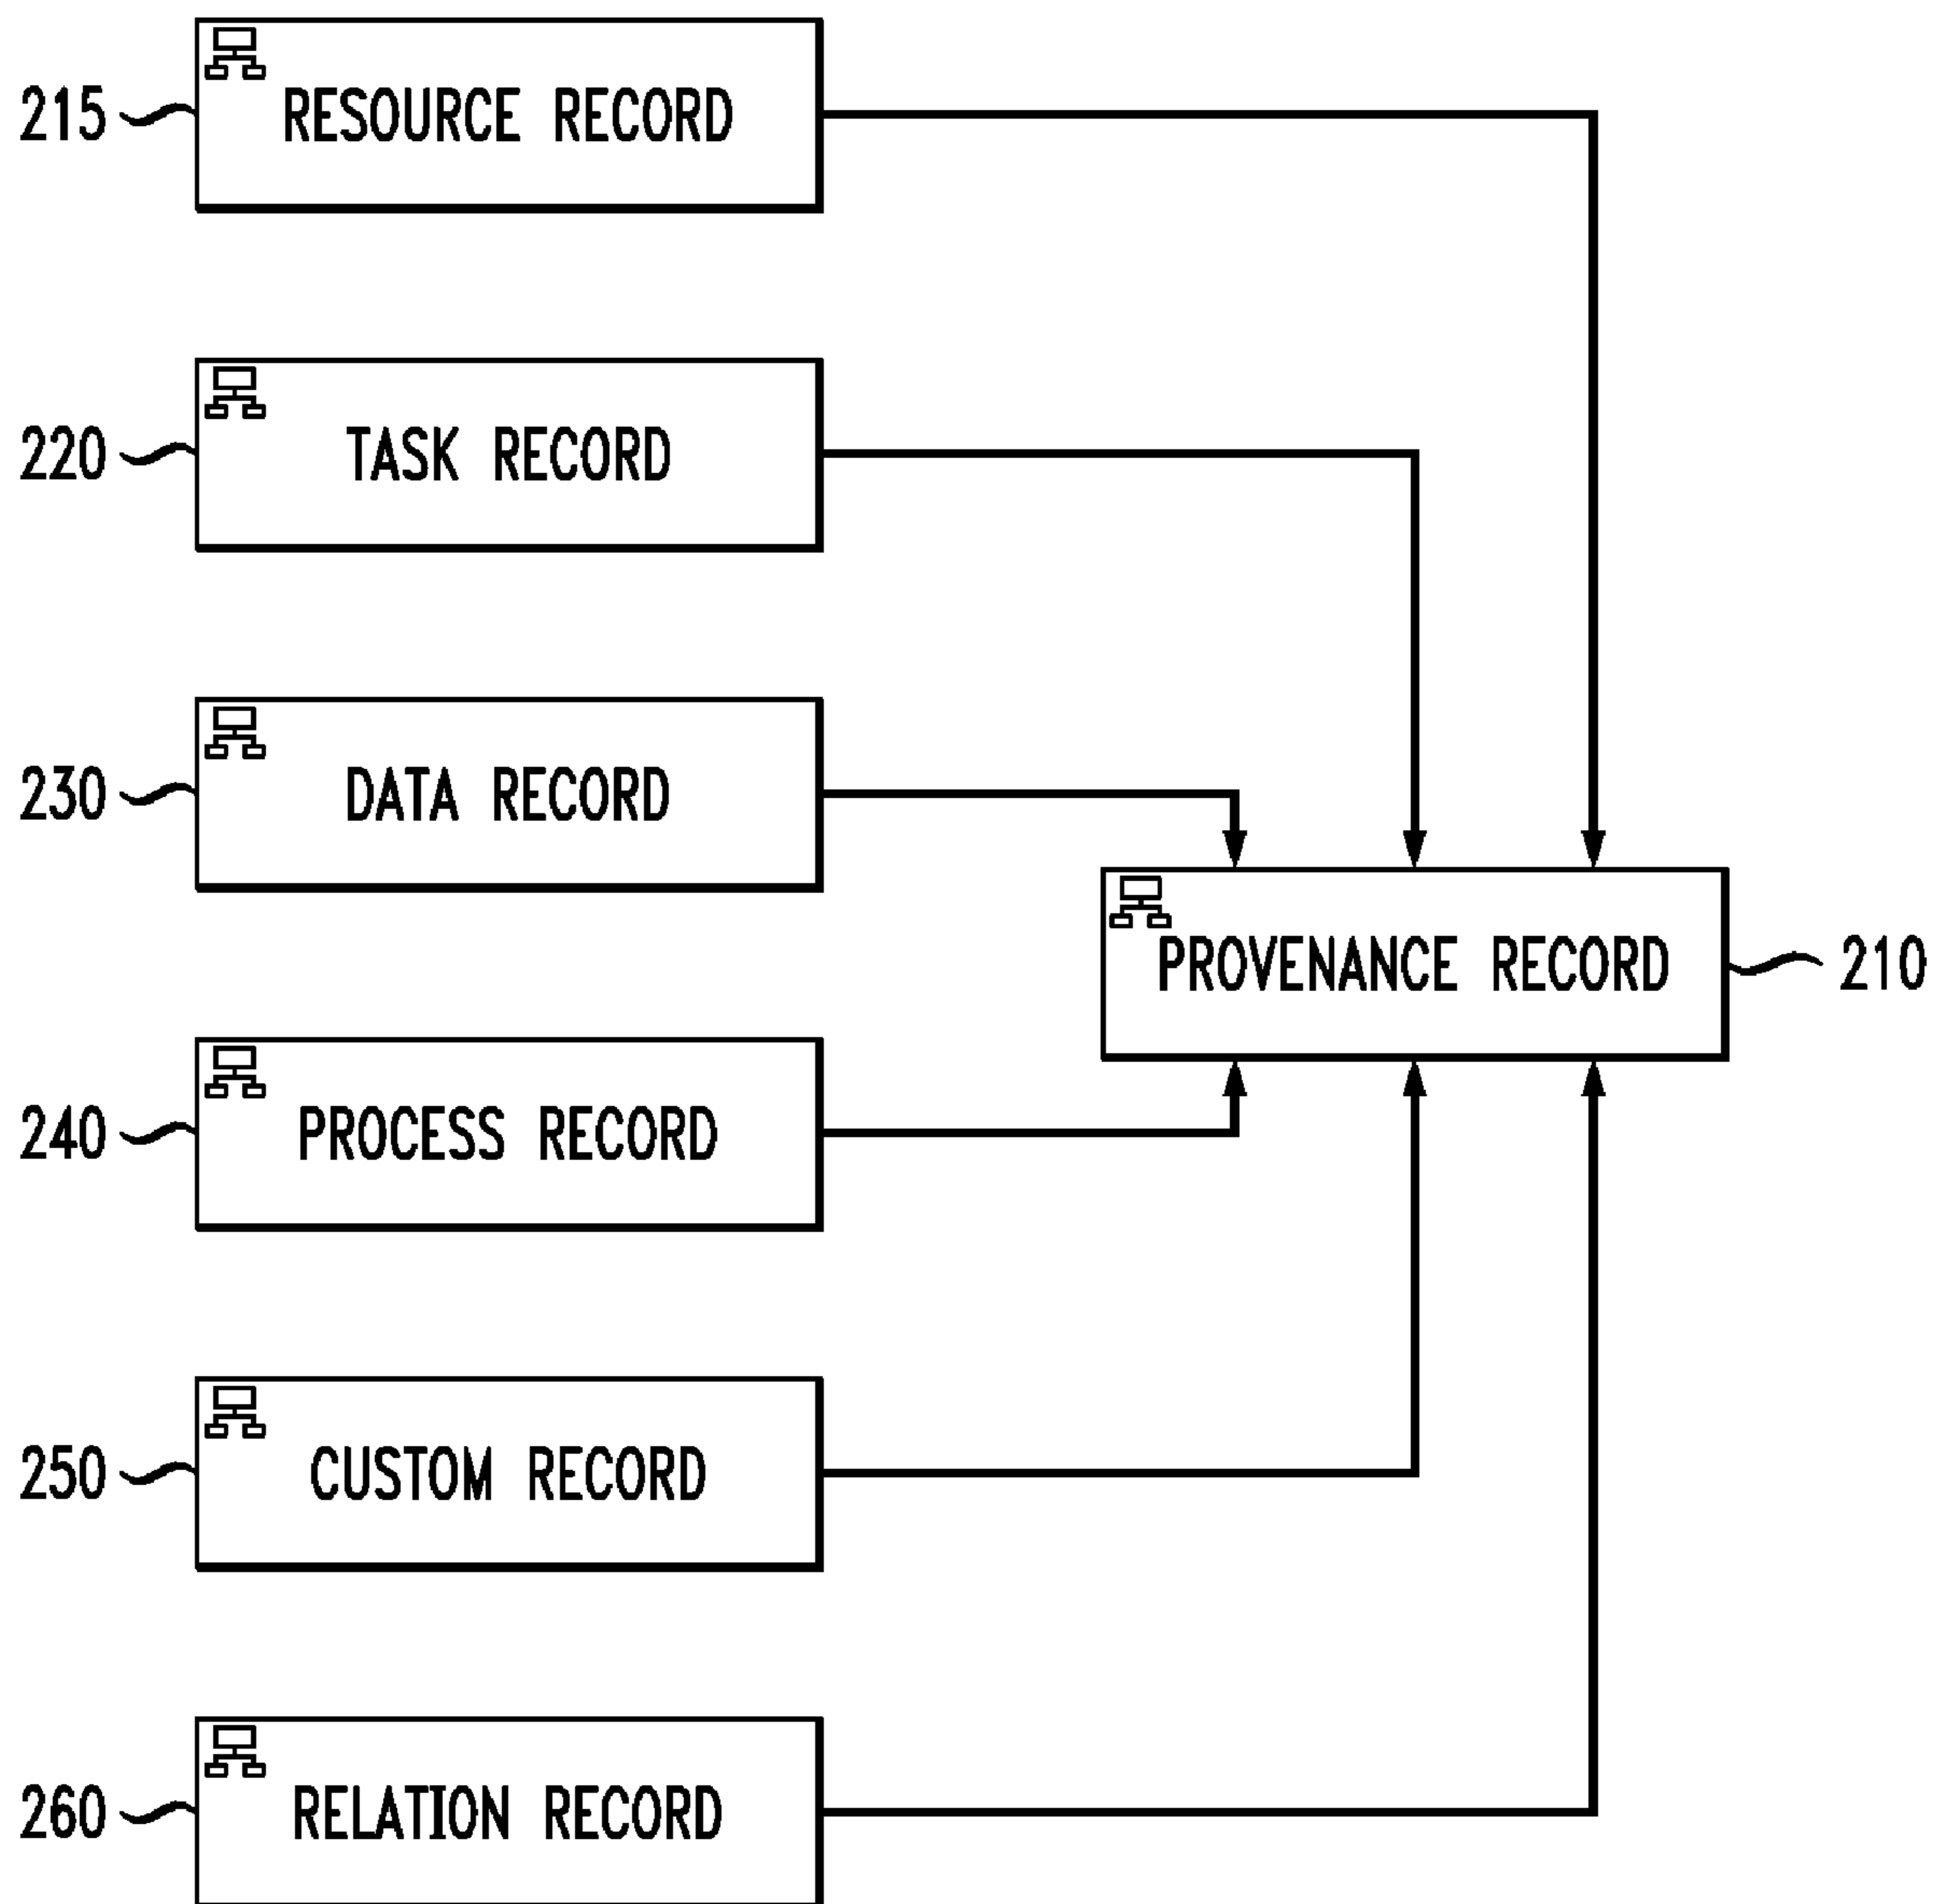 215 RESOURCE RECORD
220 TASK RECORD
230 DATA RECORD
PROVENANCE RECORD 210
240 PROCESS RECORD
250 CUSTOM RECORD
260 RELATION RECORD